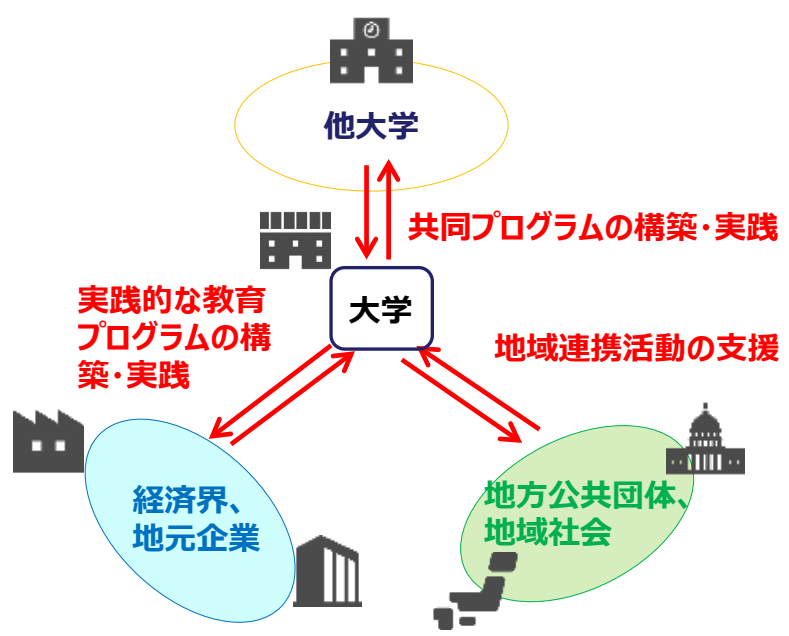 他大学
共同プログラムの構築・実践
大学
実践的な教育
プログラムの構
築・実践
地域連携活動の支援
経済界、
地元企業
地方公共団体、
地域社会